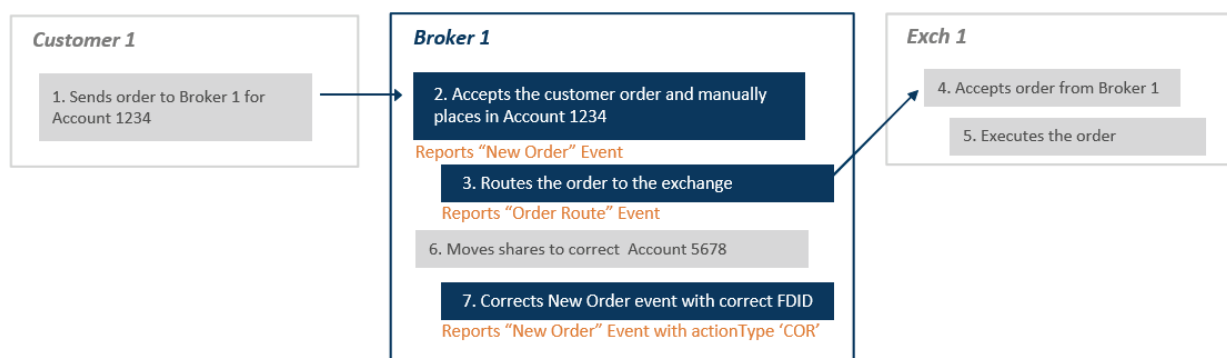 Customer 1
1. Sends order to Broker 1 for
Account 1234
Broker 1
2. Accepts the customer order and manually
places in Account 1234
Reports “New Order” Event
3. Routes the order to the exchange
Reports “Order Route” Event
6. Moves shares to correct Account 5678
7. Corrects New Order event with correct FDID
Reports “New Order” Event with actionType ‘COR’
Exch 1
4. Accepts order from Broker 1
5. Executes the order